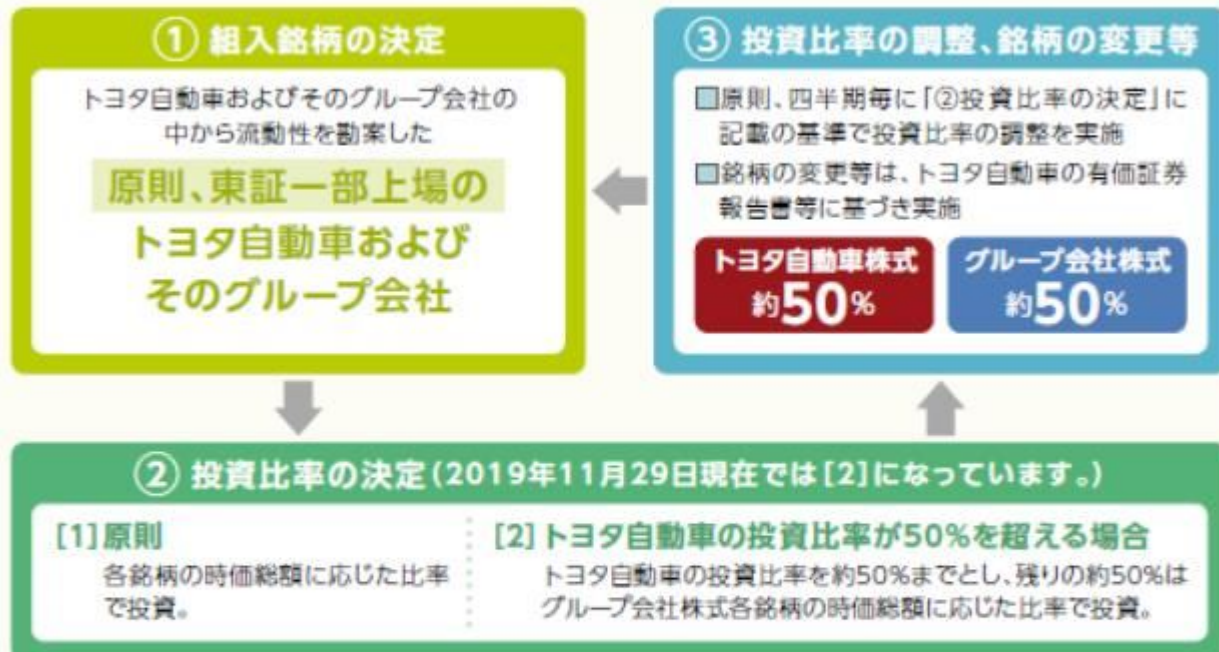 ① 組入銘柄の決定
トヨタ自動車およびそのグループ会社の
中から流動性を勘案した
原則、東証一部上場の
トヨタ自動車および
そのグループ会社
② 投資比率の決定(2019年11月29日現在では[2]になっています。)
[1]原則
各銘柄の時価総額に応じた比率
で投資。
[2]トヨタ自動車の投資比率が50%を超える場合
トヨタ自動車の投資比率を約50%までとし、残りの約50%は
グループ会社株式各銘柄の時価総額に応じた比率で投資。
③ 投資比率の調整、銘柄の変更等
□原則、四半期毎に「②投資比率の決定」に
記載の基準で投資比率の調整を実施
□銘柄の変更等は、トヨタ自動車の有価証券
報告書等に基づき実施
トヨタ自動車株式
約50%
グループ会社株式
約50%